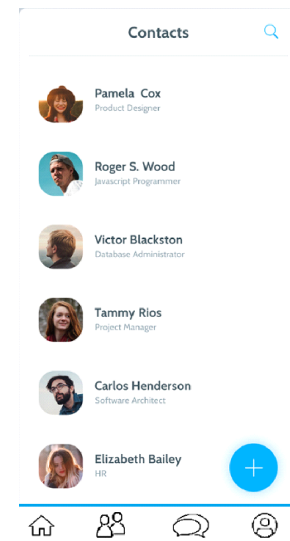 Contacts
Pamela Cox
Product Designer
Roger S. Wood
Javascript Programmer
Victor Blackston
Database Administrator
Tammy Rios
Project Manager
Carlos Henderson
Software Architect
Elizabeth Bailey
HR